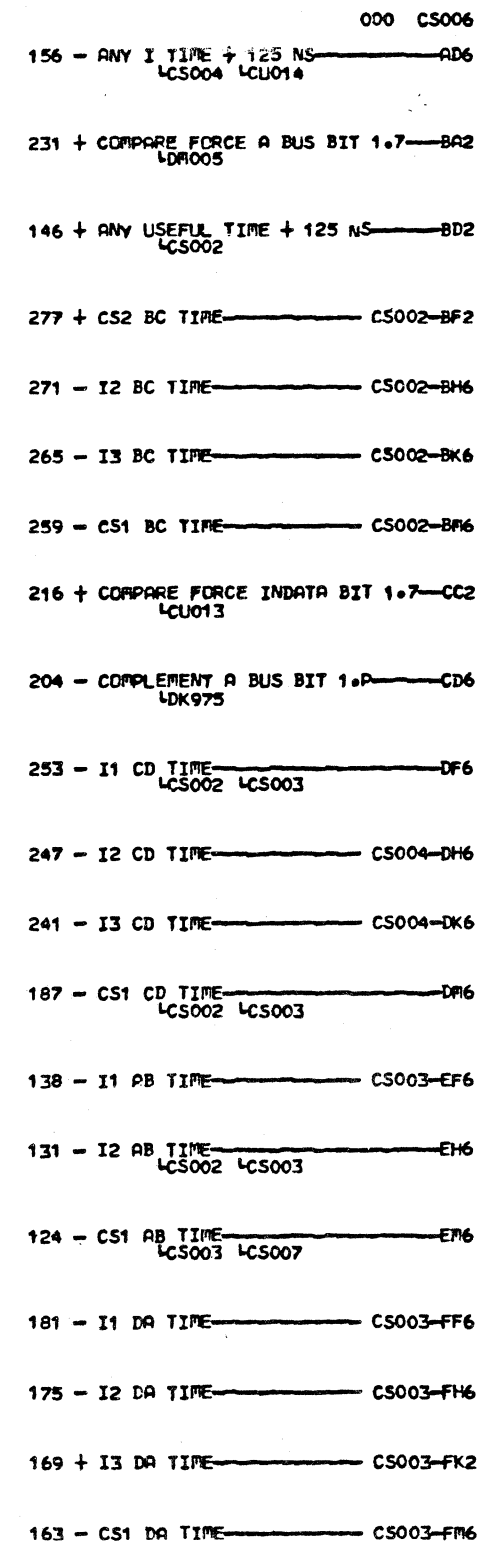 000 CS006
156 - ANY I TIME + 125 NS AD6
CS004 CU014
231 + COMPARE FORCE A BUS BIT 1.7 BA2
DM005
146 + ANY USEFUL TIME + 125 NS BD2
CS002
277 + CS2 BC TIME CS002-BF2
271 - I2 BC TIME CS002-BH6
265 - I3 BC TIME CS002-BK6
259 - CS1 BC TIME CS002-BM6
216 + COMPARE FORCE INDATA BIT 1.7 CC2
CU013
204 - COMPLEMENT A BUS BIT 1.P CD6
DK975
253 - I1 CD TIME DF6
CS002 CS003
247 - I2 CD TIME CS004-DH6
241 - I3 CD TIME CS004-DK6
187 - CS1 CD TIME DM6
CS002 CS003
138 - I1 AB TIME CS003-EF6
131 - I2 AB TIME EH6
CS002 CS003
124 - CS1 AB TIME EM6
CS003 CS007
181 - I1 DA TIME CS003-FF6
175 - I2 DA TIME CS003-FH6
169 + I3 DA TIME CS003-FK2
163 - CS1 DA TIME CS003-FM6